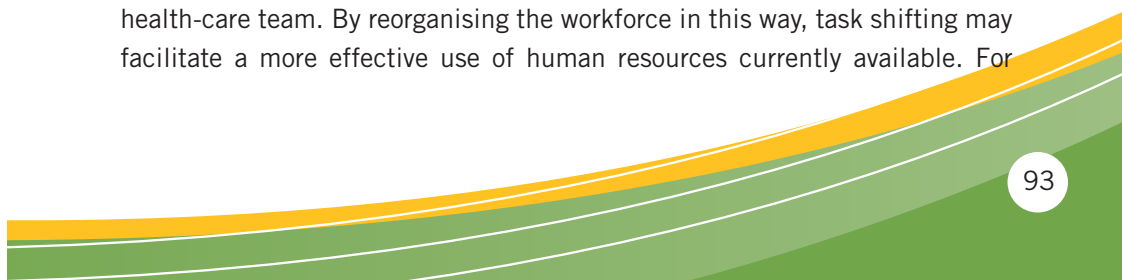 health-care team. By reorganising the workforce in this way, task shifting may
facilitate a more effective use of human resources currently available. For
93